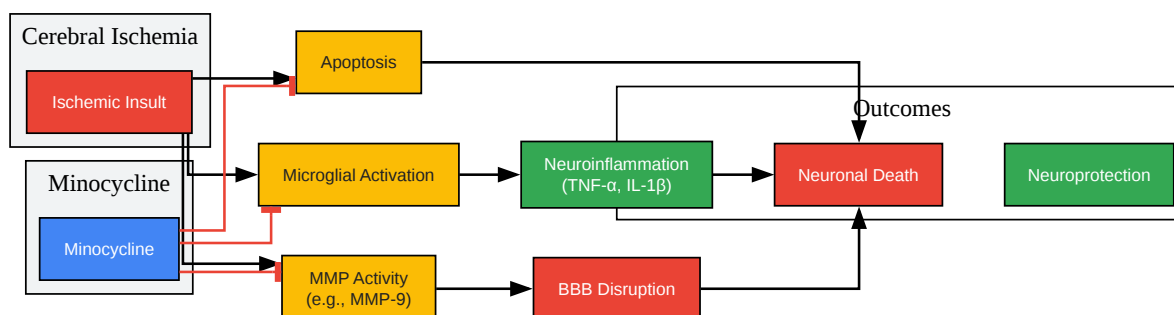 Cerebral Ischemia
Ischemic Insult
Apoptosis
Outcomes
Minocycline
Minocycline
Microglial Activation
Neuroinflammation
(TNF-α, IL-1β)
Neuronal Death
Neuroprotection
MMP Activity
(e.g., MMP-9)
BBB Disruption